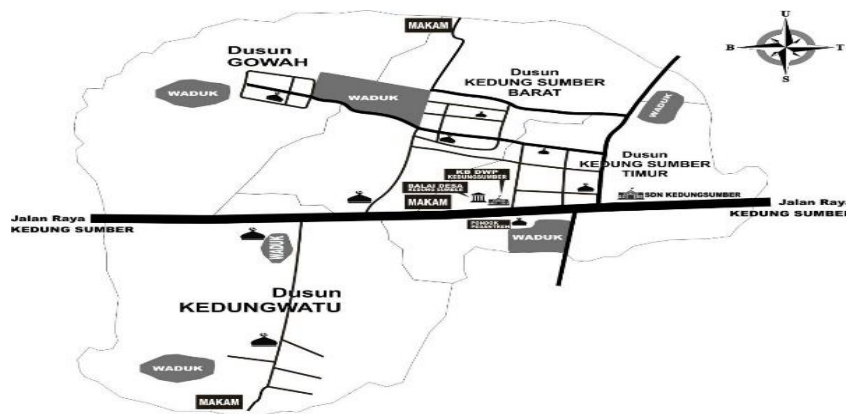 MAKAM
U
B
T
S
Dusun
GOWAH
WADUK
WADUK
Dusun
KEDUNG SUMBER
BARAT
WADUK
Dusun
KEDUNG SUMBER
TIMUR
KB DWP
KEDUNGSUMBER
BALAI DESA
KEDUNG SUMBER
MAKAM
SDN KEDUNGSUMBER
Jalan Raya
KEDUNG SUMBER
Jalan Raya
KEDUNG SUMBER
PONDOK
PESANTREN
WADUK
WADUK
Dusun
KEDUNGWATU
WADUK
MAKAM